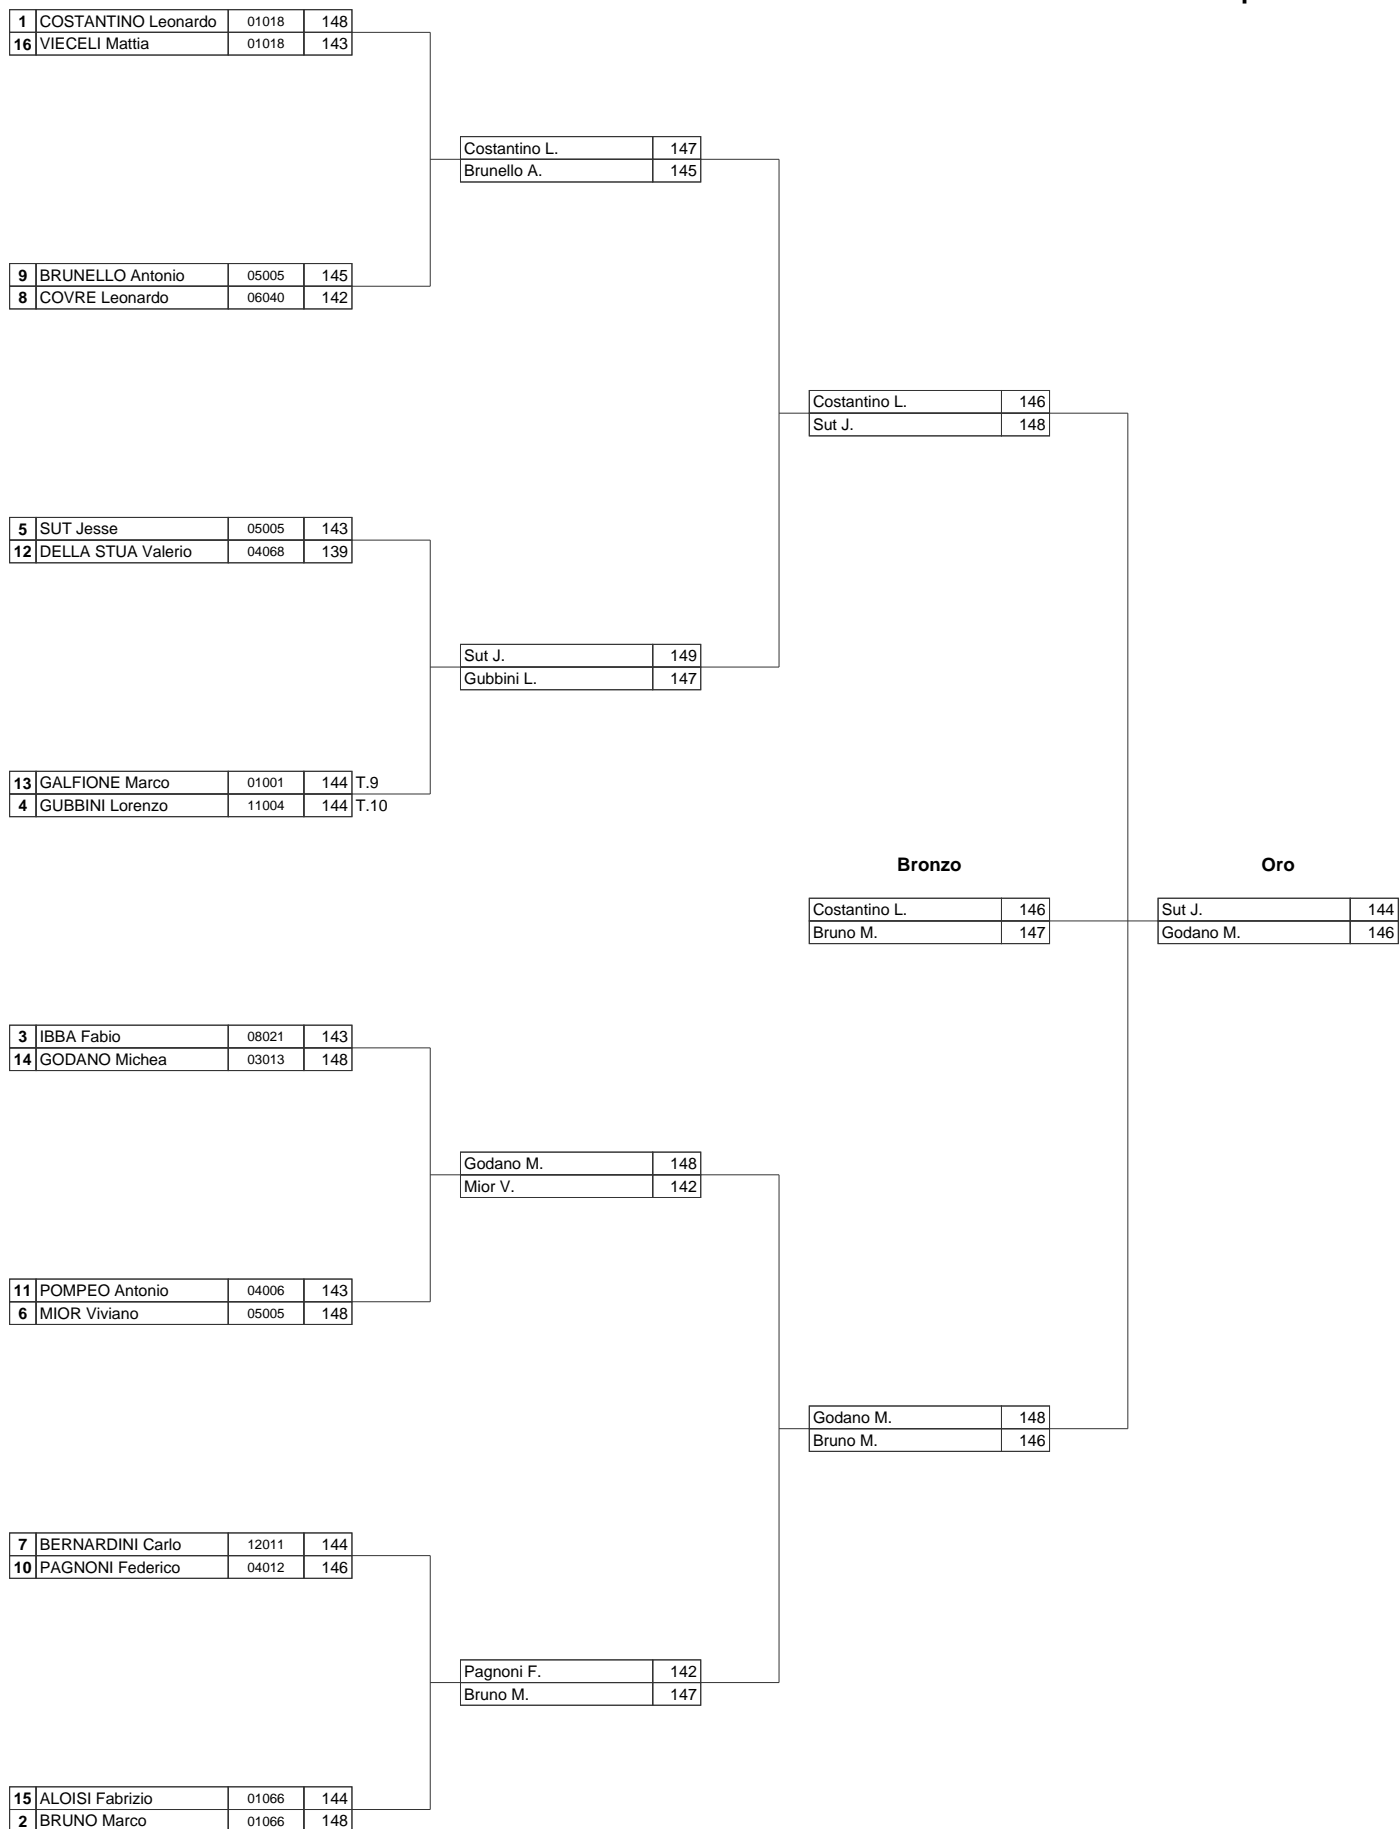 1 COSTANTINO Leonardo 01018 148
16 VIECELI Mattia 01018 143
Costantino L. 147
Brunello A. 145
9 BRUNELLO Antonio 05005 145
8 COVRE Leonardo 06040 142
Costantino L. 146
Sut J. 148
5 SUT Jesse 05005 143
12 DELLA STUA Valerio 04068 139
Sut J. 149
Gubbini L. 147
13 GALFIONE Marco 01001 144 T.9
4 GUBBINI Lorenzo 11004 144 T.10
Bronzo Oro
Costantino L. 146 Sut J. 144
Bruno M. 147 Godano M. 146
3 IBBA Fabio 08021 143
14 GODANO Michea 03013 148
Godano M. 148
Mior V. 142
11 POMPEO Antonio 04006 143
6 MIOR Viviano 05005 148
Godano M. 148
Bruno M. 146
7 BERNARDINI Carlo 12011 144
10 PAGNONI Federico 04012 146
Pagnoni F. 142
Bruno M. 147
15 ALOISI Fabrizio 01066 144
2 BRUNO Marco 01066 148